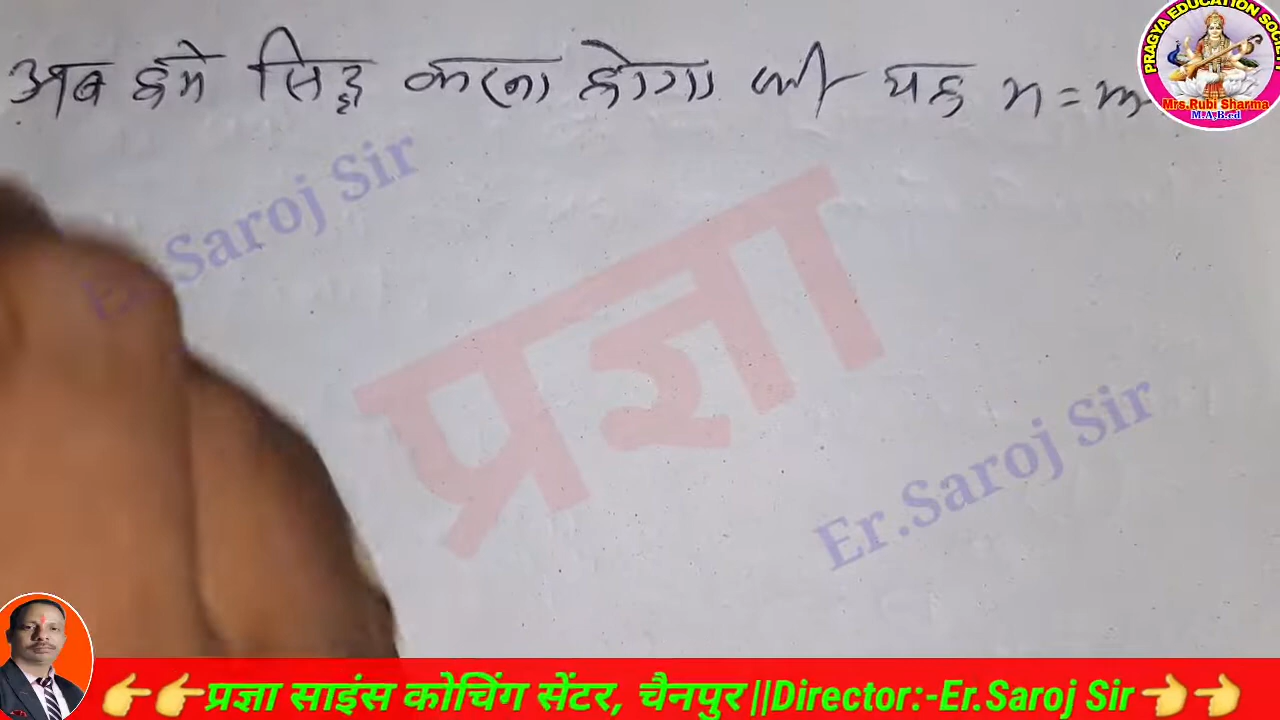 अब हमे सिद्ध करना होगा की यह n = m
PRAGYA EDUCATION SOCIETY
Mrs.Rubi Sharma
M.A,B.ed
Er.Saroj Sir
प्रज्ञा
Er.Saroj Sir
👉👉प्रज्ञा साइंस कोचिंग सेंटर, चैनपुर||Director:-Er.Saroj Sir👈👈